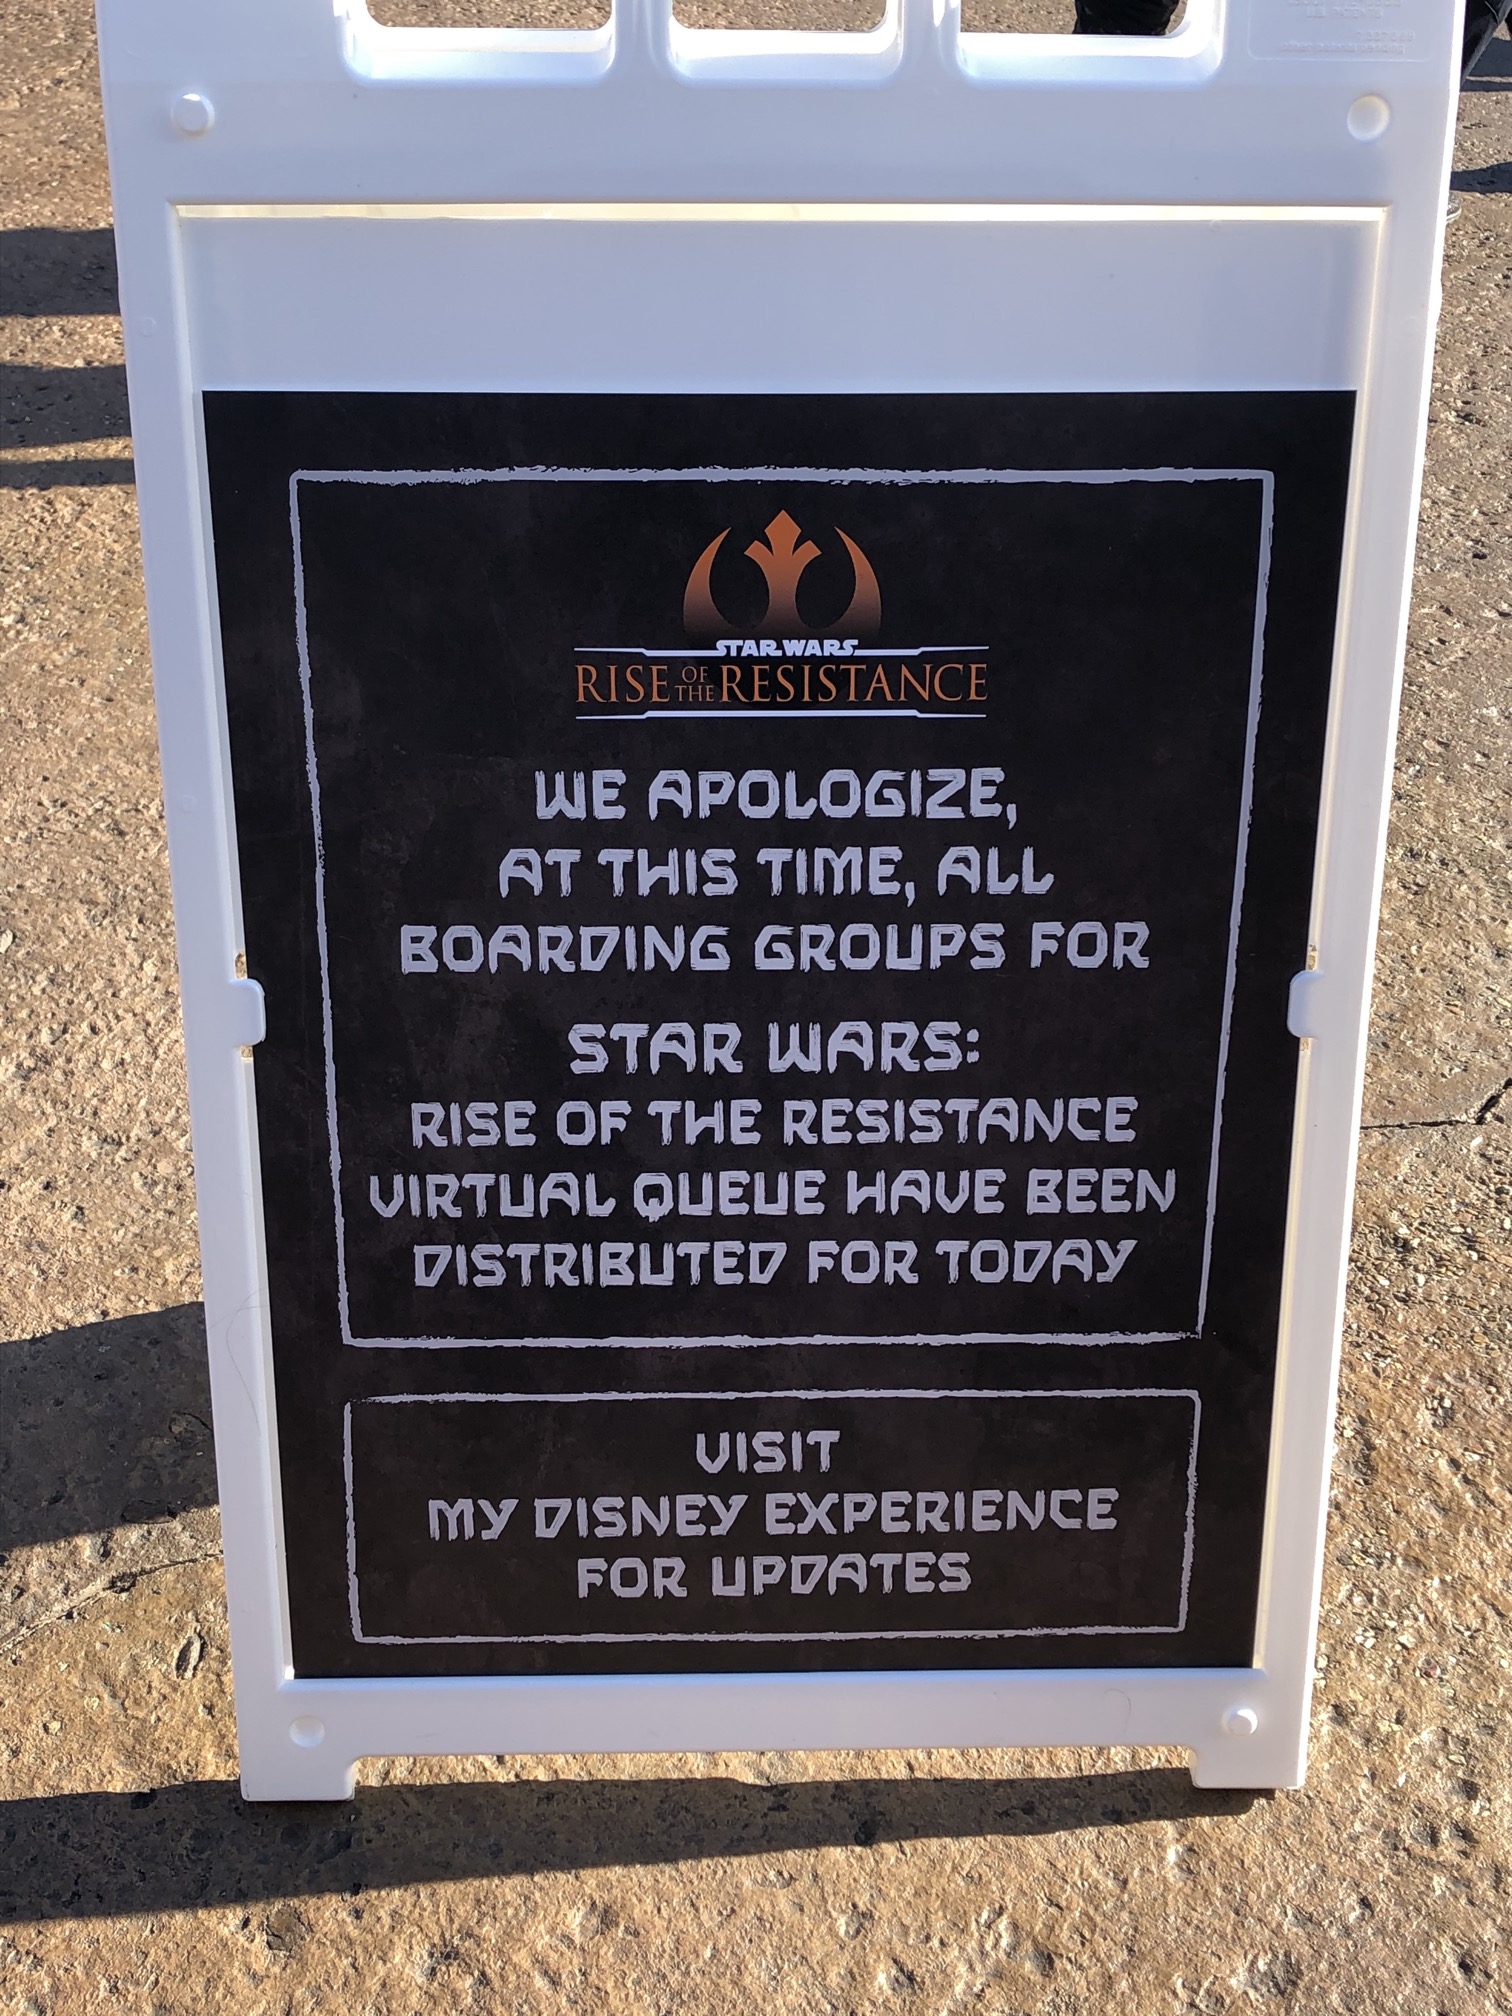 STAR WARS
RISE OF THE RESISTANCE
WE APOLOGIZE,
AT THIS TIME, ALL
BOARDING GROUPS FOR
STAR WARS:
RISE OF THE RESISTANCE
VIRTUAL QUEUE HAVE BEEN
DISTRIBUTED FOR TODAY
VISIT
MY DISNEY EXPERIENCE
FOR UPDATES